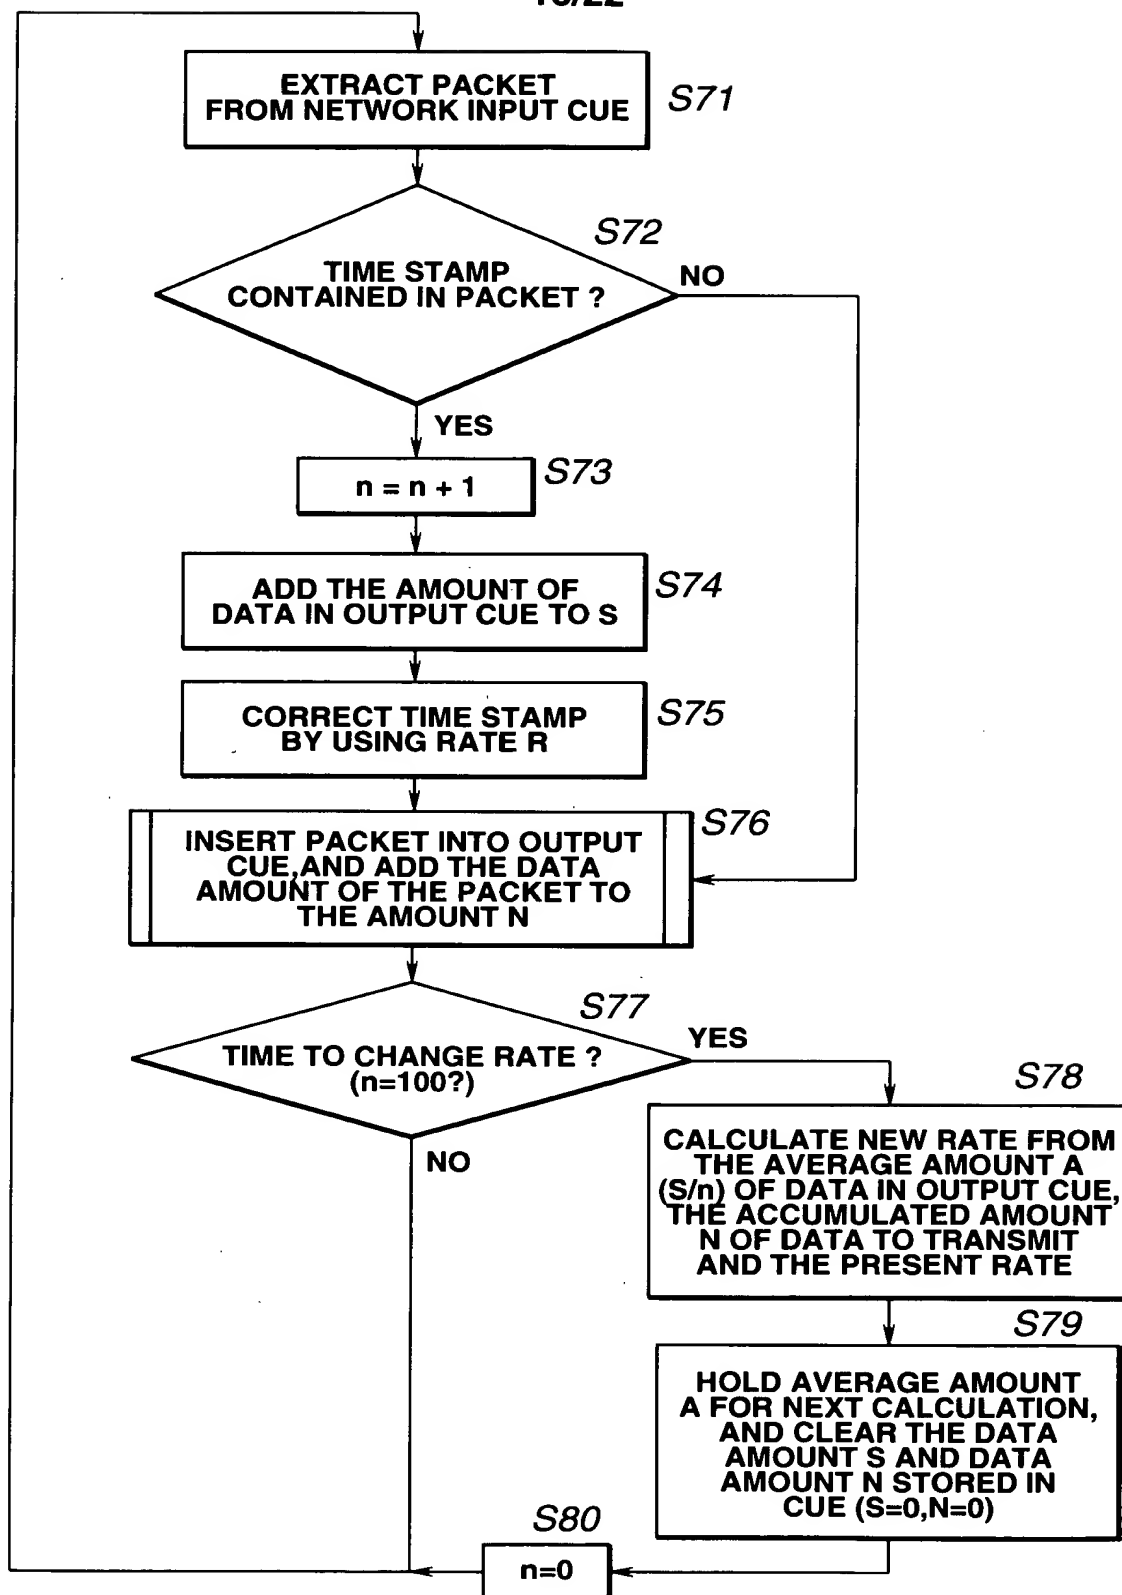 EXTRACT PACKET
FROM NETWORK INPUT CUE
S71
S72
TIME STAMP
CONTAINED IN PACKET ?
NO
YES
n = n + 1
S73
ADD THE AMOUNT OF
DATA IN OUTPUT CUE TO S
S74
CORRECT TIME STAMP
BY USING RATE R
S75
INSERT PACKET INTO OUTPUT
CUE,AND ADD THE DATA
AMOUNT OF THE PACKET TO
THE AMOUNT N
S76
S77
TIME TO CHANGE RATE ?
(n=100?)
YES
NO
S78
CALCULATE NEW RATE FROM
THE AVERAGE AMOUNT A
(S/n) OF DATA IN OUTPUT CUE,
THE ACCUMULATED AMOUNT
N OF DATA TO TRANSMIT
AND THE PRESENT RATE
S79
HOLD AVERAGE AMOUNT
A FOR NEXT CALCULATION,
AND CLEAR THE DATA
AMOUNT S AND DATA
AMOUNT N STORED IN
CUE (S=0,N=0)
S80
n=0